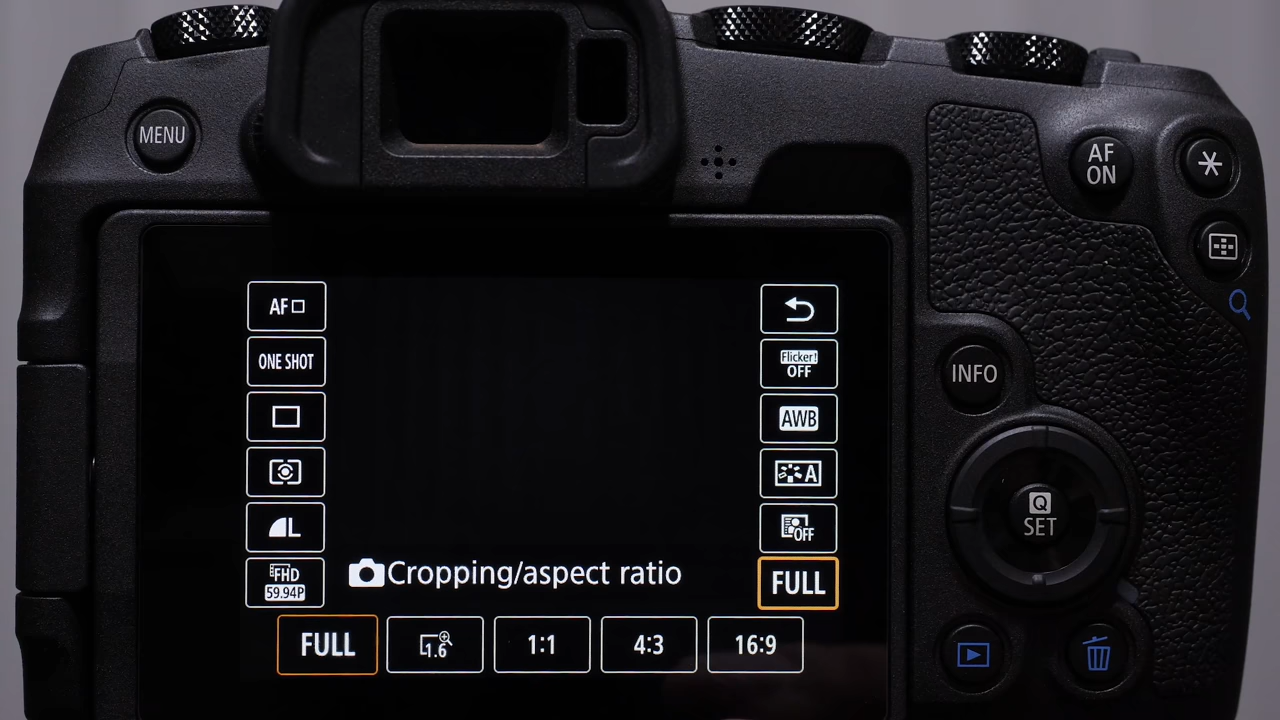 MENU
AF
ON
AF
ONE SHOT
Flicker!
OFF
AWB
INFO
A
L
OFF
Q
SET
FHD
59.94P
Cropping/aspect ratio
FULL
FULL
1.6
1:1
4:3
16:9